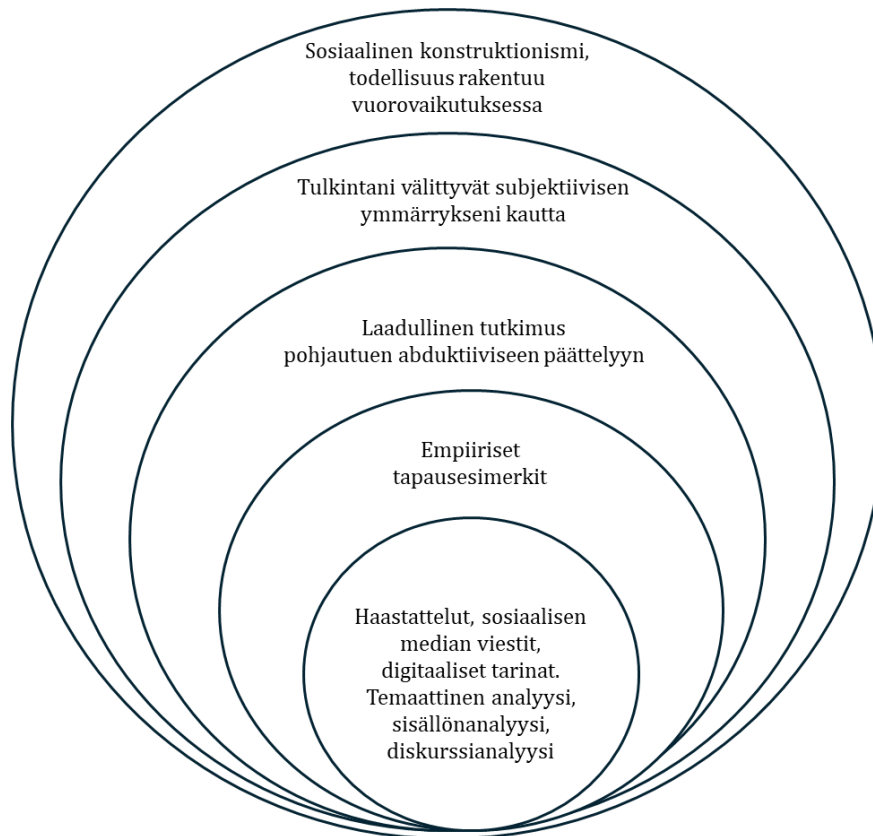 Sosiaalinen konstruktionismi,
todellisuus rakentuu
vuorovaikutuksessa
Tulkintani välittyvät subjektiivisen
ymmärrykseni kautta
Laadullinen tutkimus
pohjautuen abduktiiviseen päättelyyn
Empiiriset
tapausesimerkit
Haastattelut, sosiaalisen
median viestit,
digitaaliset tarinat.
Temaattinen analyysi,
sisällönanalyysi,
diskurssianalyysi